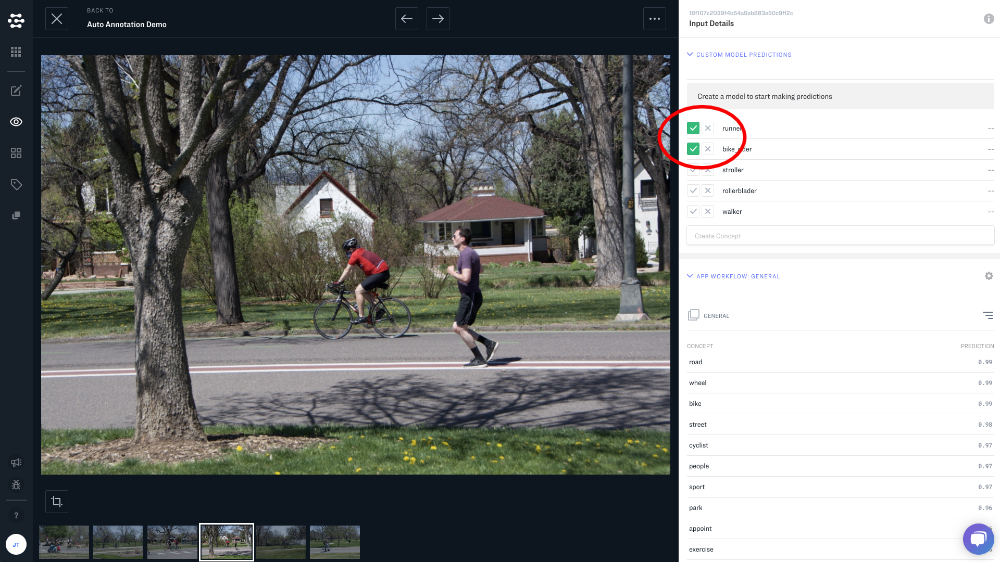 BACK TO
Auto Annotation Demo
Input Details
CUSTOM MODEL PREDICTIONS
Create a model to start making predictions
runner
--
bike rider
--
stroller
--
rollerblader
--
walker
--
Create Concept
APP WORKFLOW: GENERAL
GENERAL
CONCEPT
PREDICTION
road
0.99
wheel
0.99
bike
0.99
street
0.98
cyclist
0.97
people
0.97
sport
0.97
park
0.96
appoint
exercise
?
JT